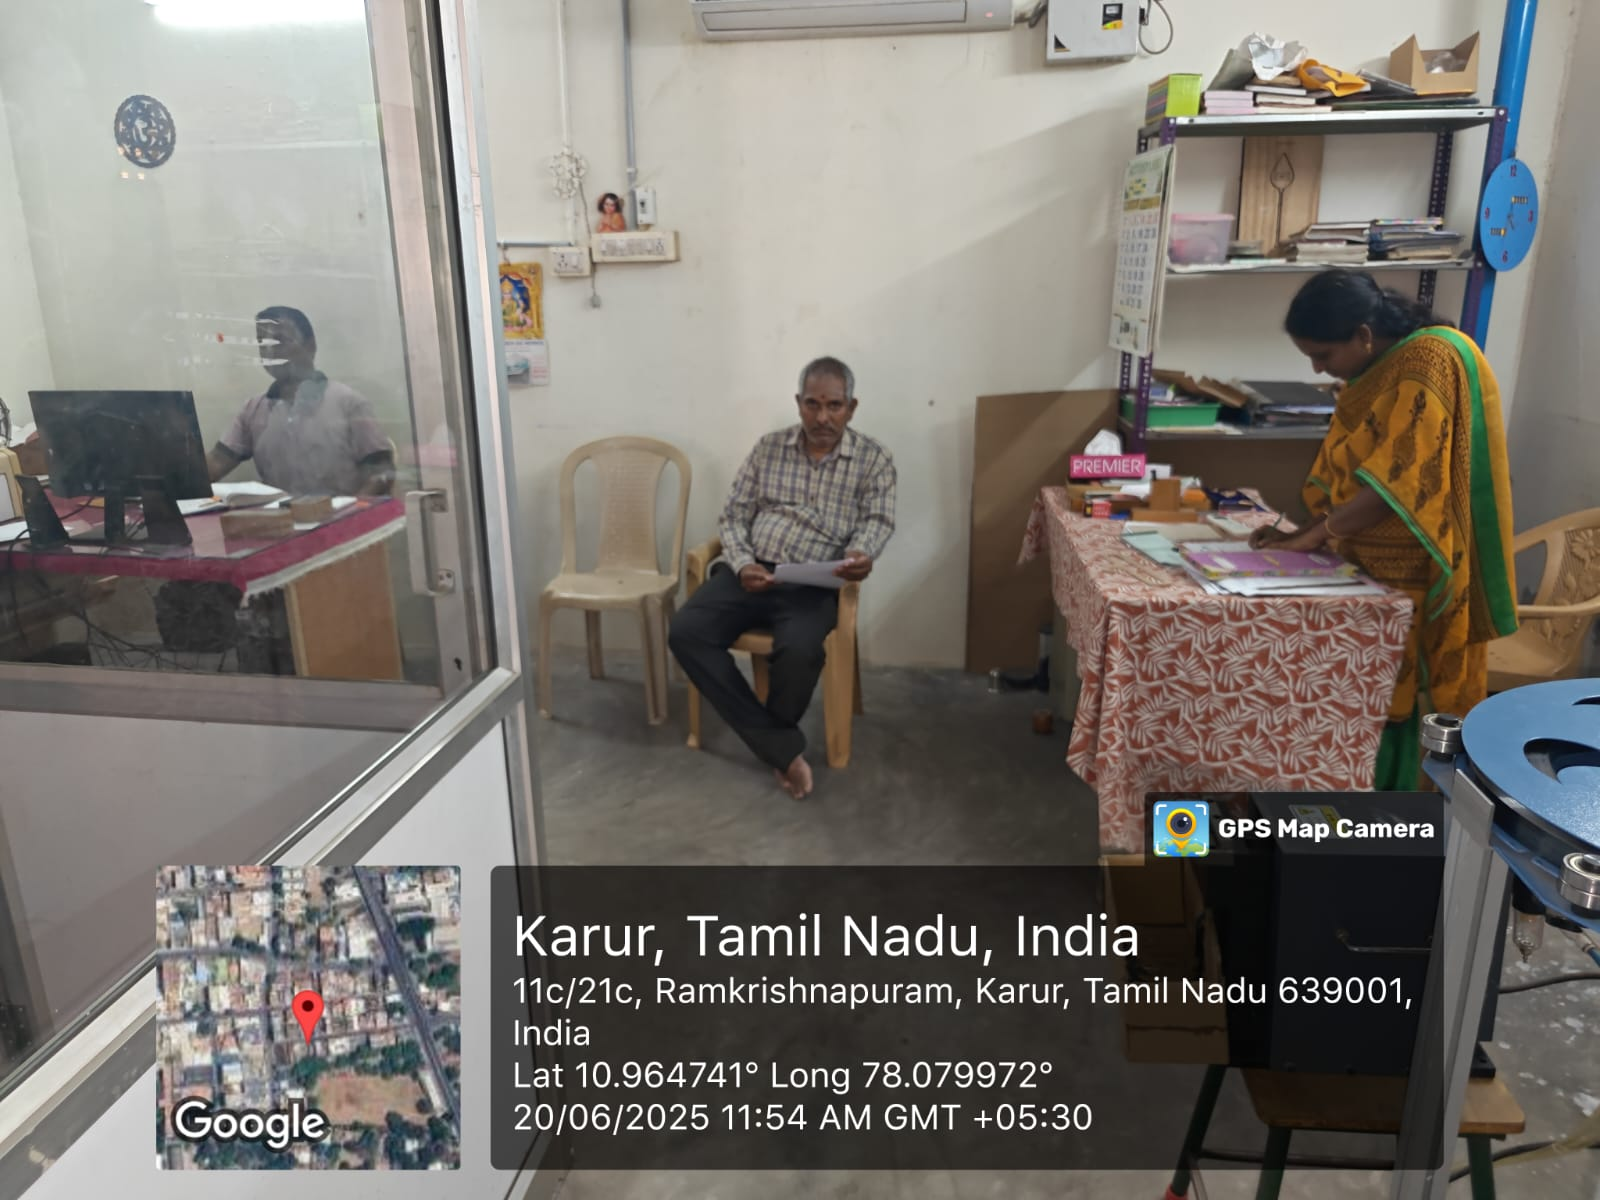 PREMIER
12
GPS Map Camera
Google
Karur, Tamil Nadu, India
11c/21c, Ramkrishnapuram, Karur, Tamil Nadu 639001,
India
Lat 10.964741° Long 78.079972°
20/06/2025 11:54 AM GMT +05:30